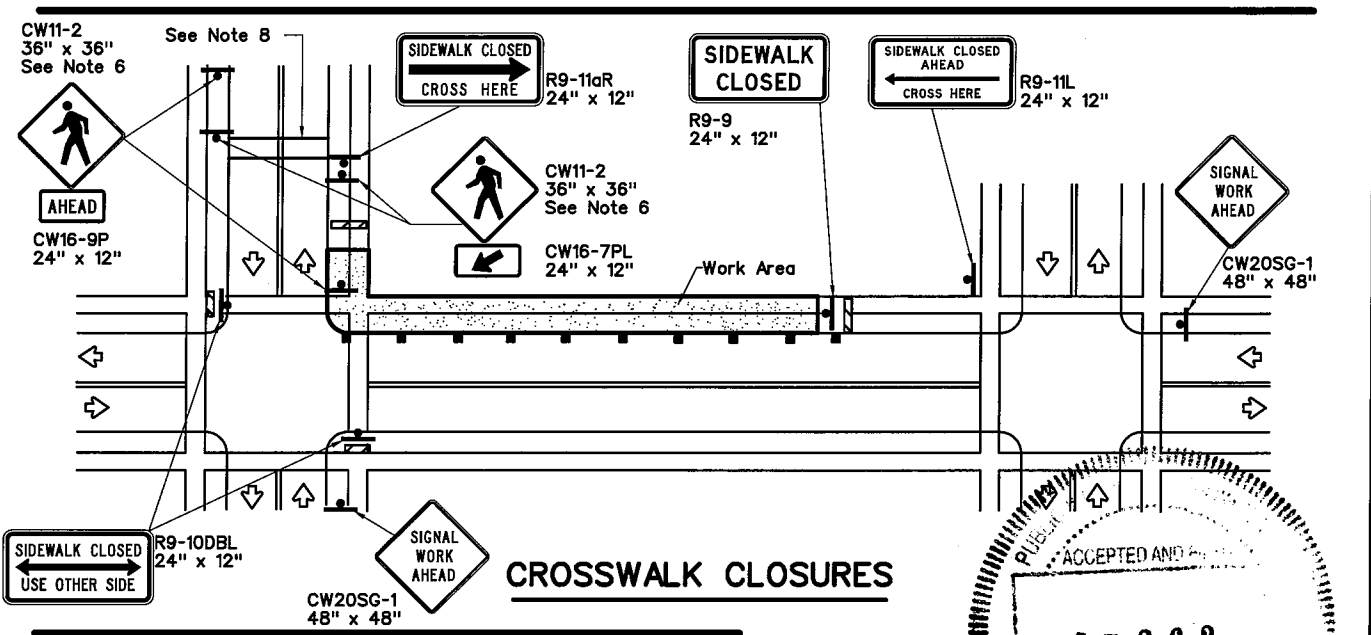 CW11-2
36" x 36"
See Note 6
See Note 8
SIDEWALK CLOSED
CROSS HERE
R9-11aR
24" x 12"
SIDEWALK
CLOSED
R9-9
24" x 12"
SIDEWALK CLOSED
AHEAD
CROSS HERE
R9-11L
24" x 12"
AHEAD
CW16-9P
24" x 12"
CW11-2
36" x 36"
See Note 6
CW16-7PL
24" x 12"
Work Area
SIGNAL
WORK
AHEAD
CW20SG-1
48" x 48"
SIDEWALK CLOSED
USE OTHER SIDE
R9-10DBL
24" x 12"
SIGNAL
WORK
AHEAD
CW20SG-1
48" x 48"
CROSSWALK CLOSURES
ACCEPTED AND